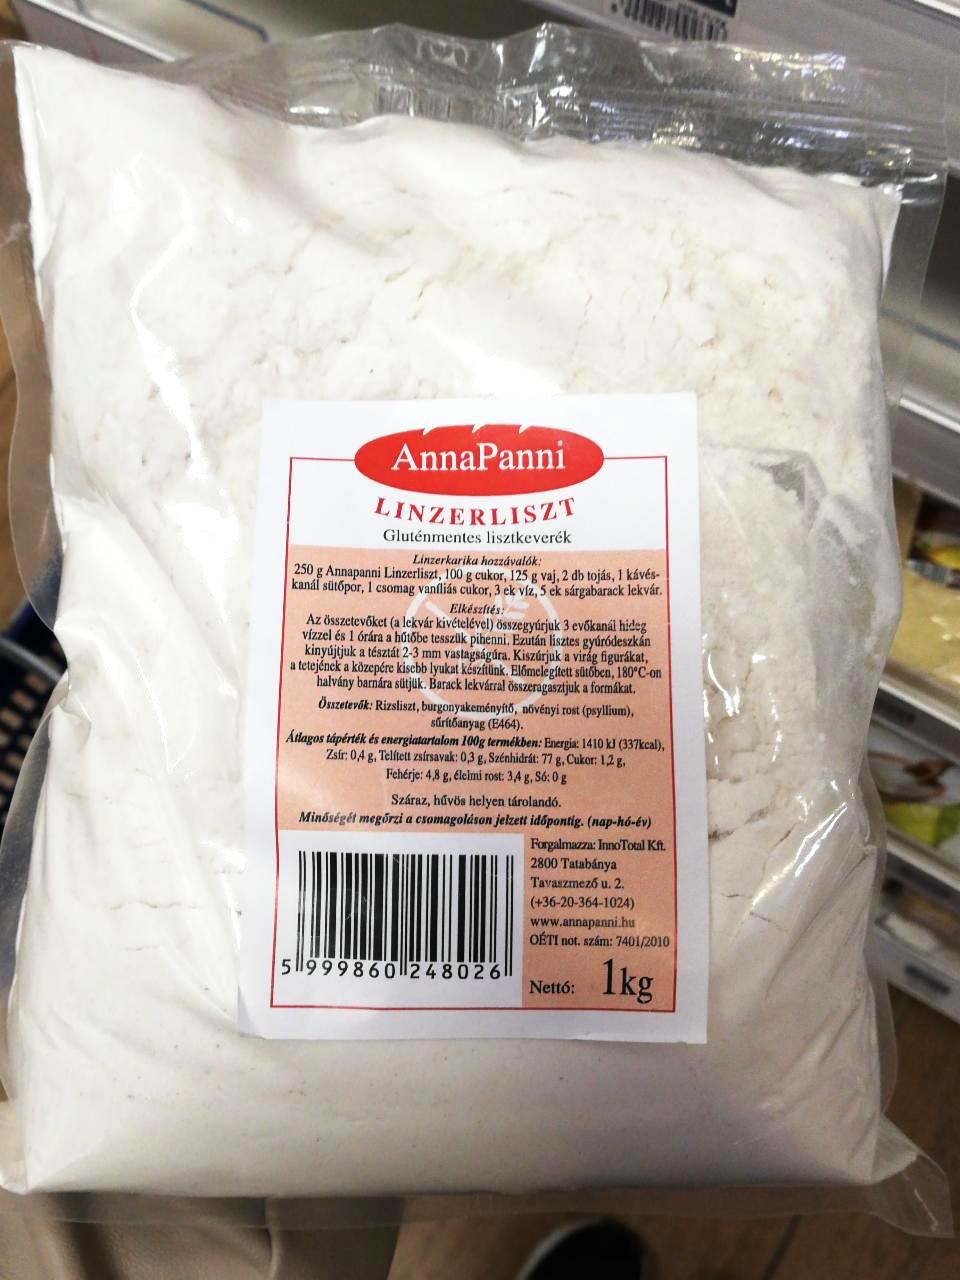 AnnaPanni
LINZERLISZT
Gluténmentes lisztkeverék
Linzerkarika hozzávalók:
250 g Annapanni Linzerliszt, 100 g cukor, 125 g vaj, 2 db tojás, 1 kávés-
kanál sütőpor, 1 csomag vaníliás cukor, 3 ek víz, 5 ek sárgabarack lekvár.
Elkészítés:
Az összetevőket (a lekvár kivételével) összegyúrjuk 3 evőkanál hideg
vízzel és 1 órára a hűtőbe tesszük pihenni. Ezután lisztes gyúródeszkán
kinyújtjuk a tésztát 2-3 mm vastagságúra. Kiszúrjuk a virág figurákat,
a tetejének a közepére kisebb lyukat készítünk. Előmelegített sütőben, 180°C-on
halvány barnára sütjük. Barack lekvárral összeragasztjuk a formákat.
Összetevők: Rizsliszt, burgonyakeményítő, növényi rost (psyllium),
sűrítőanyag (E464).
Átlagos tápérték és energiatartalom 100g termékben: Energia: 1410 kJ (337kcal),
Zsír: 0,4 g, Telített zsírsavak: 0,3 g, Szénhidrát: 77 g, Cukor: 1,2 g,
Fehérje: 4,8 g, élelmi rost: 3,4 g, Só: 0 g
Száraz, hűvös helyen tárolandó.
Minőségét megőrzi a csomagoláson jelzett időpontig. (nap-hó-év)
Forgalmazza: InnoTotal Kft.
2800 Tatabánya
Tavaszmező u. 2.
(+36-20-364-1024)
www.annapanni.hu
OÉTI not. szám: 7401/2010
Nettó: 1kg
5 999860 248026